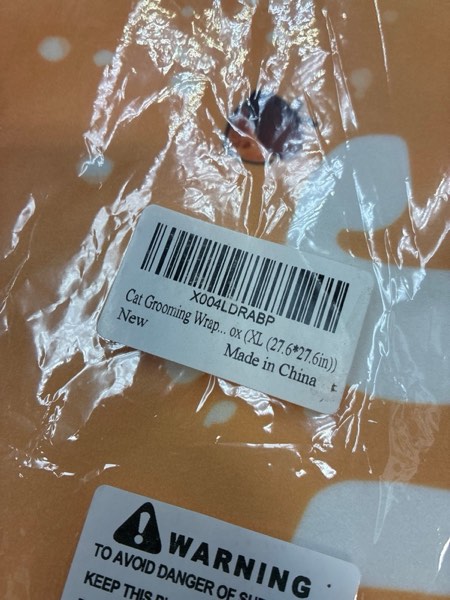 X004LDRABP
Cat Grooming Wrap... ox (XL (27.6*27.6in))
New
Made in China
WARNING
TO AVOID DANGER OF
KEEP THIS